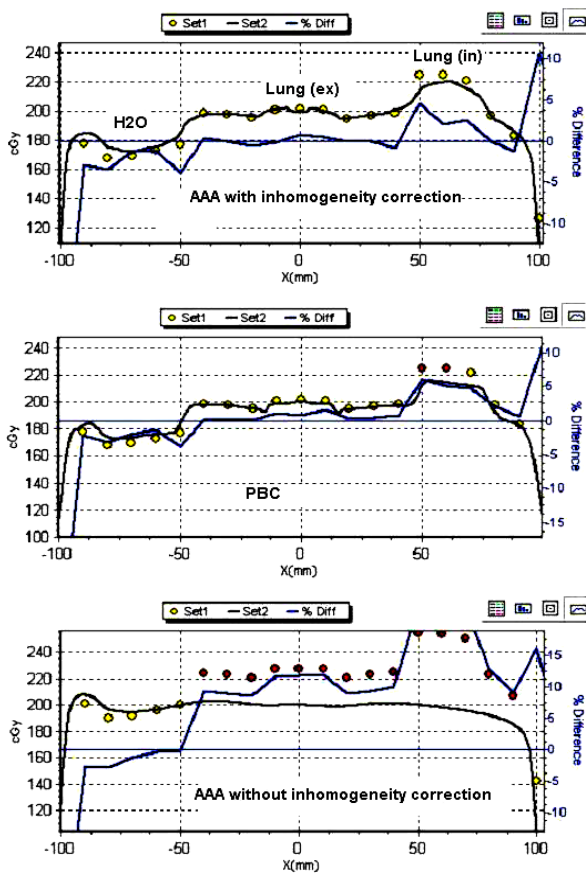 Set1 Set2 % Diff
240
220
200
180
160
140
120
cGy
H2O
Lung (ex)
Lung (in)
AAA with inhomogeneity correction
10
5
0
-5
-10
% Difference
-100 -50 0 50 100
X(mm)
Set1 Set2 % Diff
240
220
200
180
160
140
120
100
cGy
PBC
10
5
0
-5
-10
-15
% Difference
-100 -50 0 50
X(mm)
Set1 Set2 % Diff
240
220
200
180
160
140
120
cGy
AAA without inhomogeneity correction
15
10
5
0
-5
-10
% Difference
-100 -50 0 50 100
X(mm)